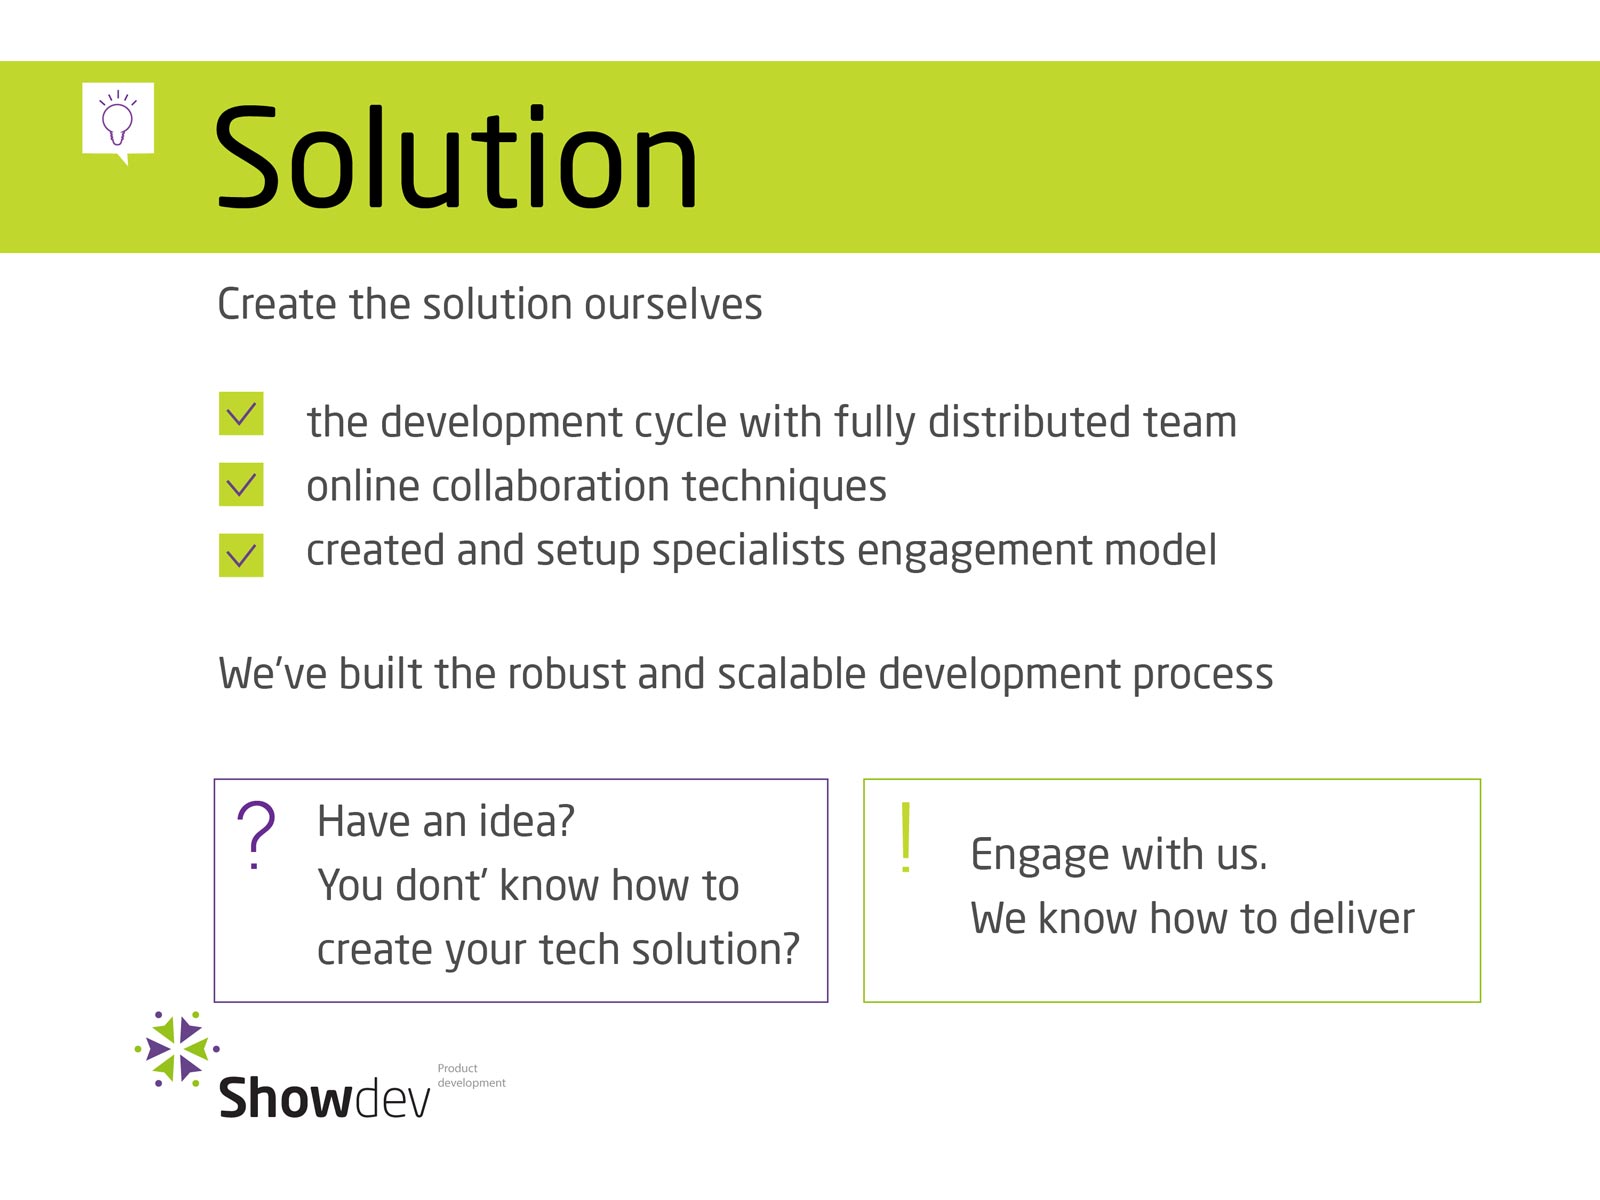 Solution
Create the solution ourselves
the development cycle with fully distributed team
online collaboration techniques
created and setup specialists engagement model
We've built the robust and scalable development process
?
Have an idea?
You dont' know how to
create your tech solution?
!
Engage with us.
We know how to deliver
Showdev
Product
development